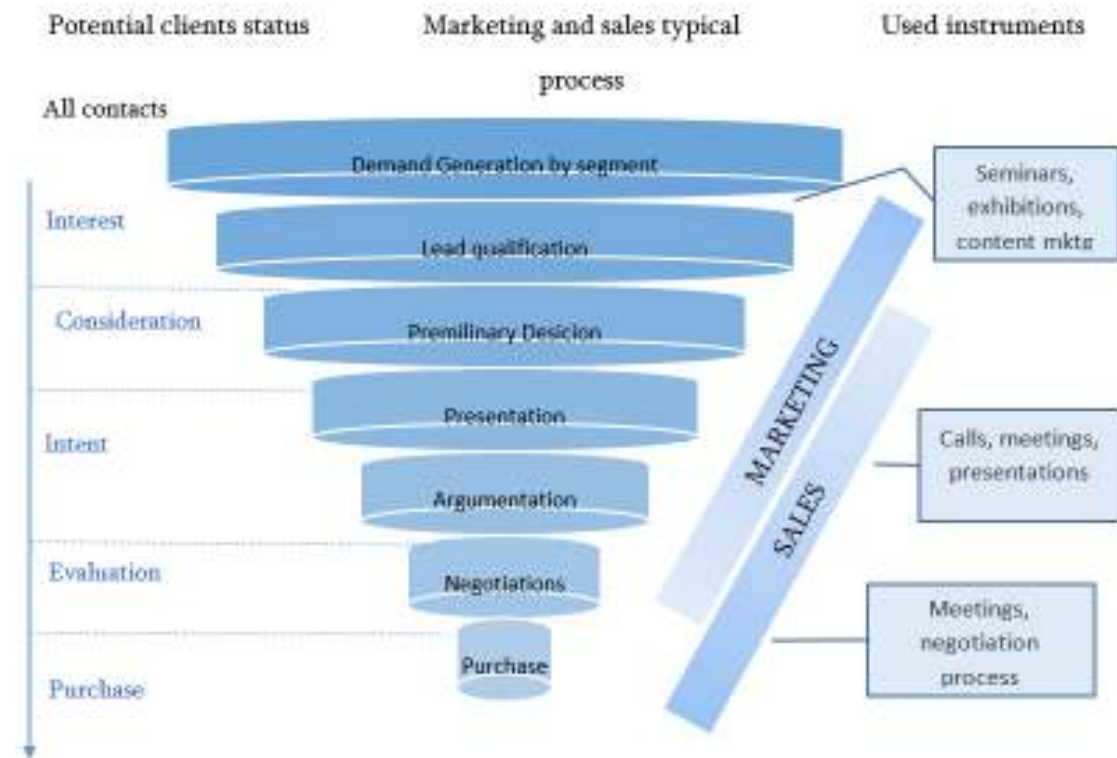 Potential clients status
Marketing and sales typical
process
Used instruments
All contacts
Demand Generation by segment
Interest
Lead qualification
Consideration
Premilinary Desicion
Presentation
Intent
Argumentation
Evaluation
Negotiations
Purchase
Purchase
MARKETING
SALES
Seminars,
exhibitions,
content mktg
Calls, meetings,
presentations
Meetings,
negotiation
process